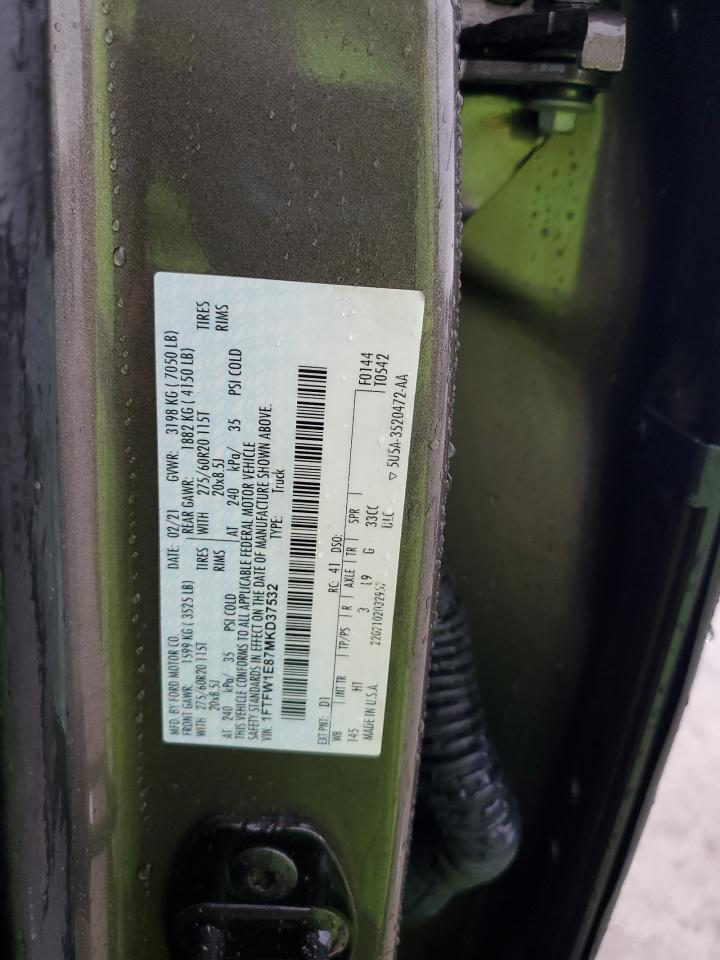 MFD. BY FORD MOTOR CO. DATE: 02/21 GVWR: 3198 KG ( 7050 LB)
FRONT GAWR: 1599 KG ( 3525 LB) REAR GAWR: 1882 KG ( 4150 LB)
WITH 275/60R20 115T TIRES WITH 275/60R20 115T TIRES
20x8.5J RIMS 20x8.5J RIMS
AT 240 kPa/ 35 PSI COLD AT 240 kPa/ 35 PSI COLD
THIS VEHICLE CONFORMS TO ALL APPLICABLE FEDERAL MOTOR VEHICLE
SAFETY STANDARDS IN EFFECT ON THE DATE OF MANUFACTURE SHOWN ABOVE.
VIN: 1FTFW1E87MKD37532 TYPE: Truck
EXT PNT: D1 RC: 41 DSO: F0144
WB INT TR TP/PS R AXLE TR SPR T0542
145 HT 3 L9 G 33CC
MADE IN U.S.A. ULC ▽ 5U5A-3520472-AA